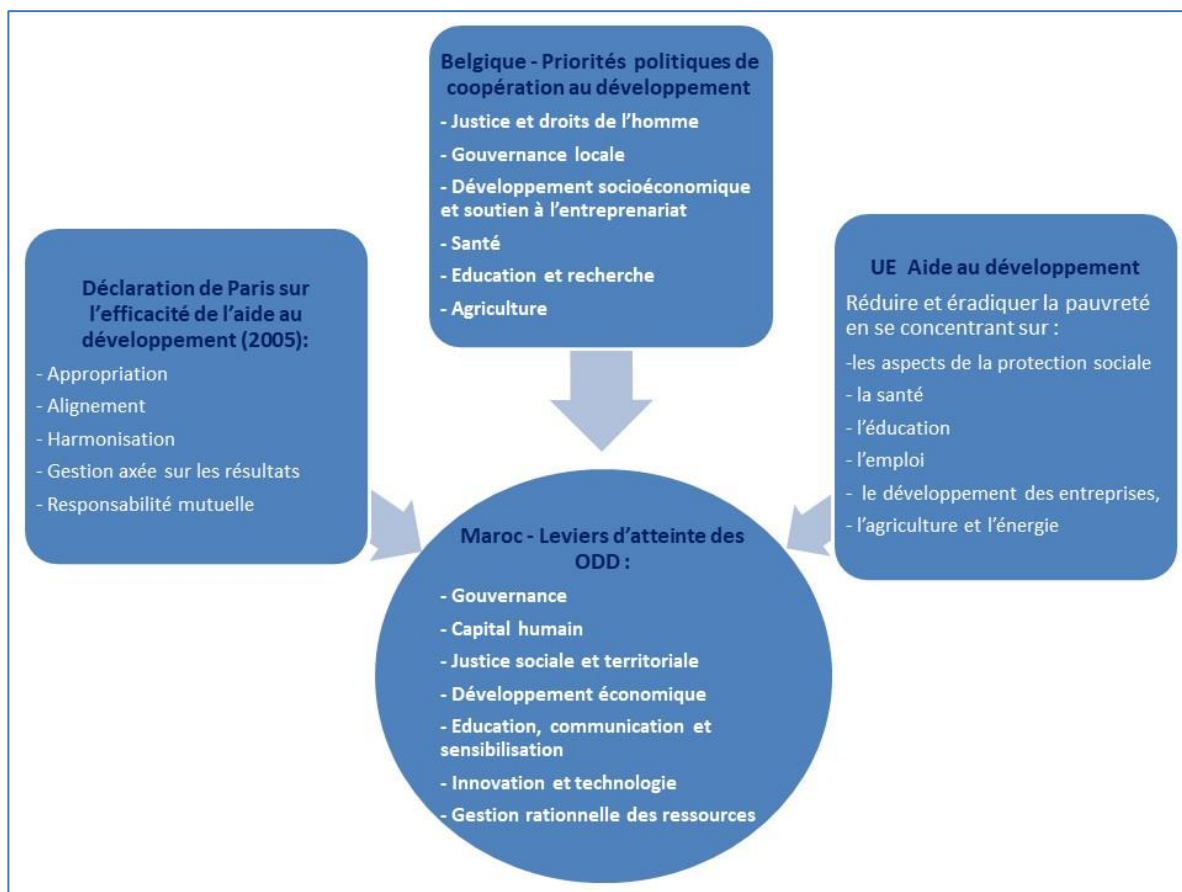 Belgique - Priorités politiques de
coopération au développement
- Justice et droits de l’homme
- Gouvernance locale
- Développement socioéconomique
et soutien à l’entreprenariat
- Santé
- Education et recherche
- Agriculture
Déclaration de Paris sur
l’efficacité de l’aide au
développement (2005):
- Appropriation
- Alignement
- Harmonisation
- Gestion axée sur les résultats
- Responsabilité mutuelle
UE Aide au développement
Réduire et éradiquer la pauvreté
en se concentrant sur :
-les aspects de la protection sociale
- la santé
- l’éducation
- l’emploi
- le développement des entreprises,
- l’agriculture et l’énergie
Maroc - Leviers d’atteinte des
ODD :
- Gouvernance
- Capital humain
- Justice sociale et territoriale
- Développement économique
- Education, communication et
sensibilisation
- Innovation et technologie
- Gestion rationnelle des ressources